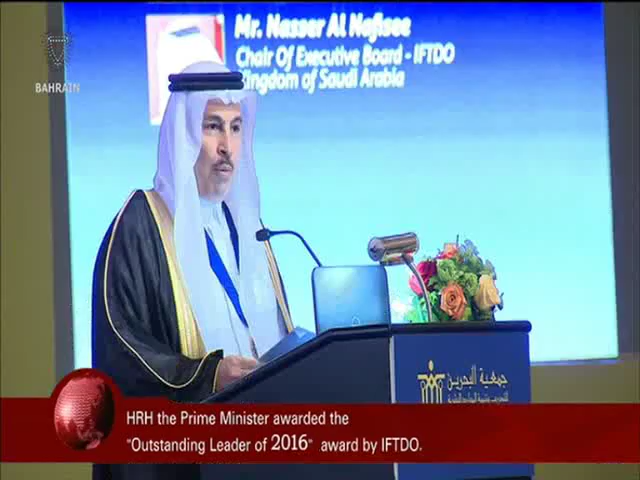 BAHRAIN
Mr. Nasser Al Nafisee
Chair Of Executive Board - IFTDO
Kingdom of Saudi Arabia
جمعية البحرين
HRH the Prime Minister awarded the
"Outstanding Leader of 2016" award by IFTDO.